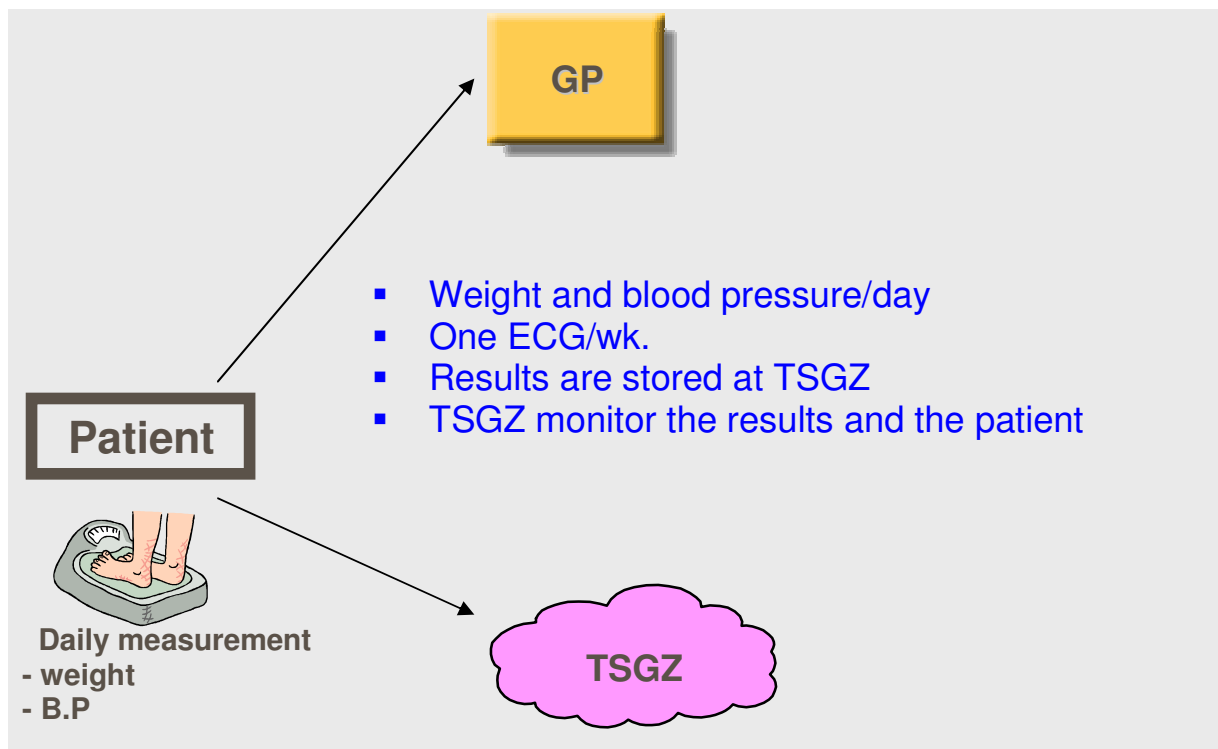 GP
▪ Weight and blood pressure/day
▪ One ECG/wk.
▪ Results are stored at TSGZ
▪ TSGZ monitor the results and the patient
Patient
Daily measurement
- weight
- B.P
TSGZ